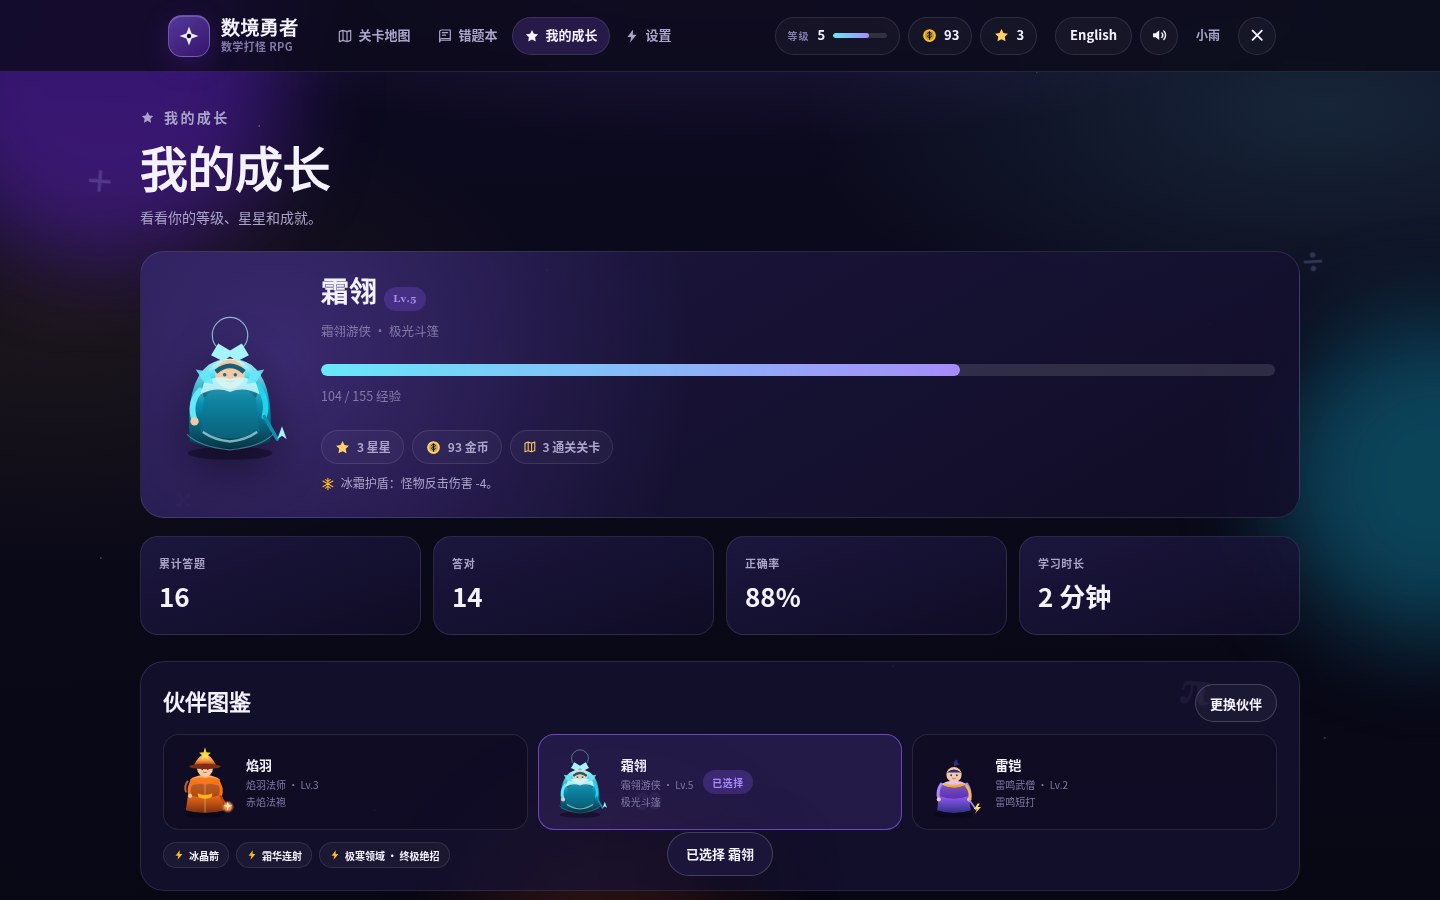 数境勇者
数学打怪 RPG
关卡地图
错题本
我的成长
设置
等级 5
93
3
English
小雨
我的成长
我的成长
看看你的等级、星星和成就。
霜翎 Lv.5
霜翎游侠 · 极光斗篷
104 / 155 经验
3 星星
93 金币
3 通关关卡
冰霜护盾：怪物反击伤害 -4。
累计答题
16
答对
14
正确率
88%
学习时长
2 分钟
伙伴图鉴
更换伙伴
焰羽
焰羽法师 · Lv.3
赤焰法袍
霜翎
霜翎游侠 · Lv.5
极光斗篷
已选择
雷铠
雷鸣武僧 · Lv.2
雷鸣短打
冰晶箭
霜华连射
极寒领域 · 终极绝招
已选择 霜翎